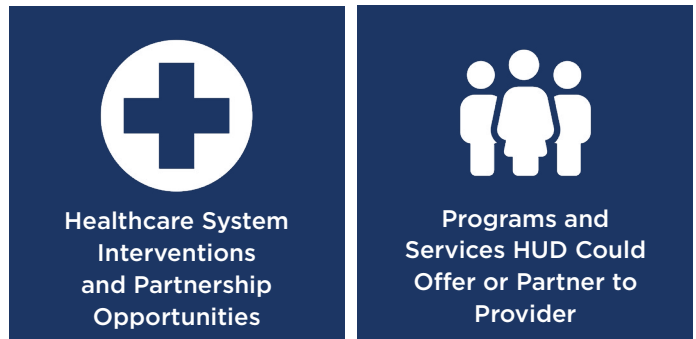 Healthcare System
Interventions
and Partnership
Opportunities
Programs and
Services HUD Could
Offer or Partner to
Provider